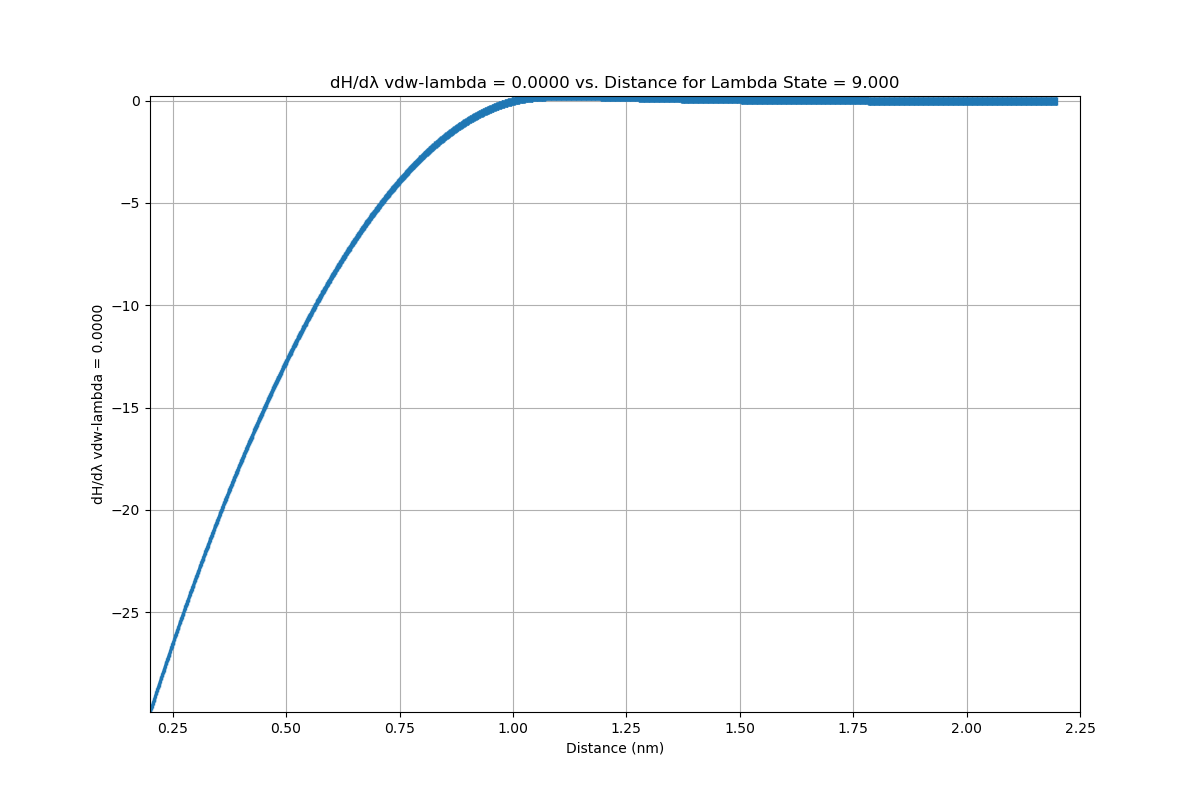 dH/dλ vdw-lambda = 0.0000 vs. Distance for Lambda State = 9.000
dH/dλ vdw-lambda = 0.0000
0
−5
−10
−15
−20
−25
0.25 0.50 0.75 1.00 1.25 1.50 1.75 2.00 2.25
Distance (nm)